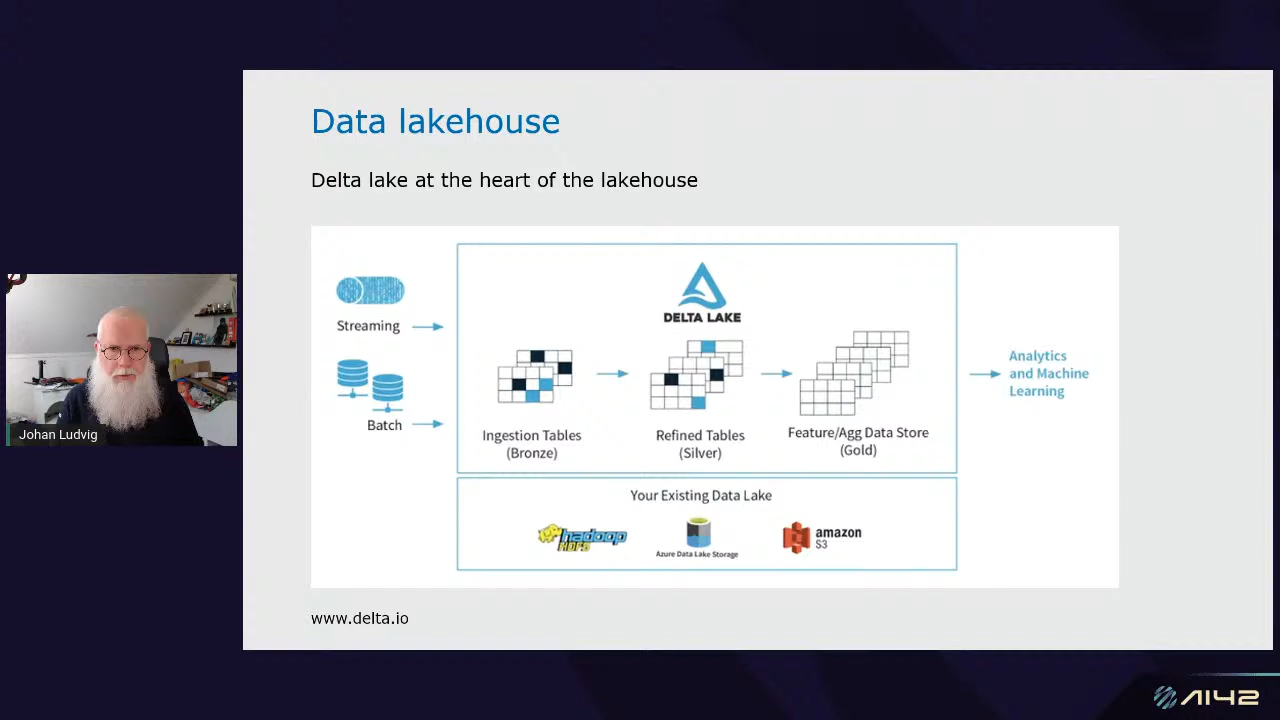 Data lakehouse
Delta lake at the heart of the lakehouse
Streaming
Batch
DELTA LAKE
Ingestion Tables
(Bronze)
Refined Tables
(Silver)
Feature/Agg Data Store
(Gold)
Analytics
and Machine
Learning
Your Existing Data Lake
hadoop
HDFS
Azure Data Lake Storage
amazon
S3
www.delta.io
Johan Ludvig
AI42